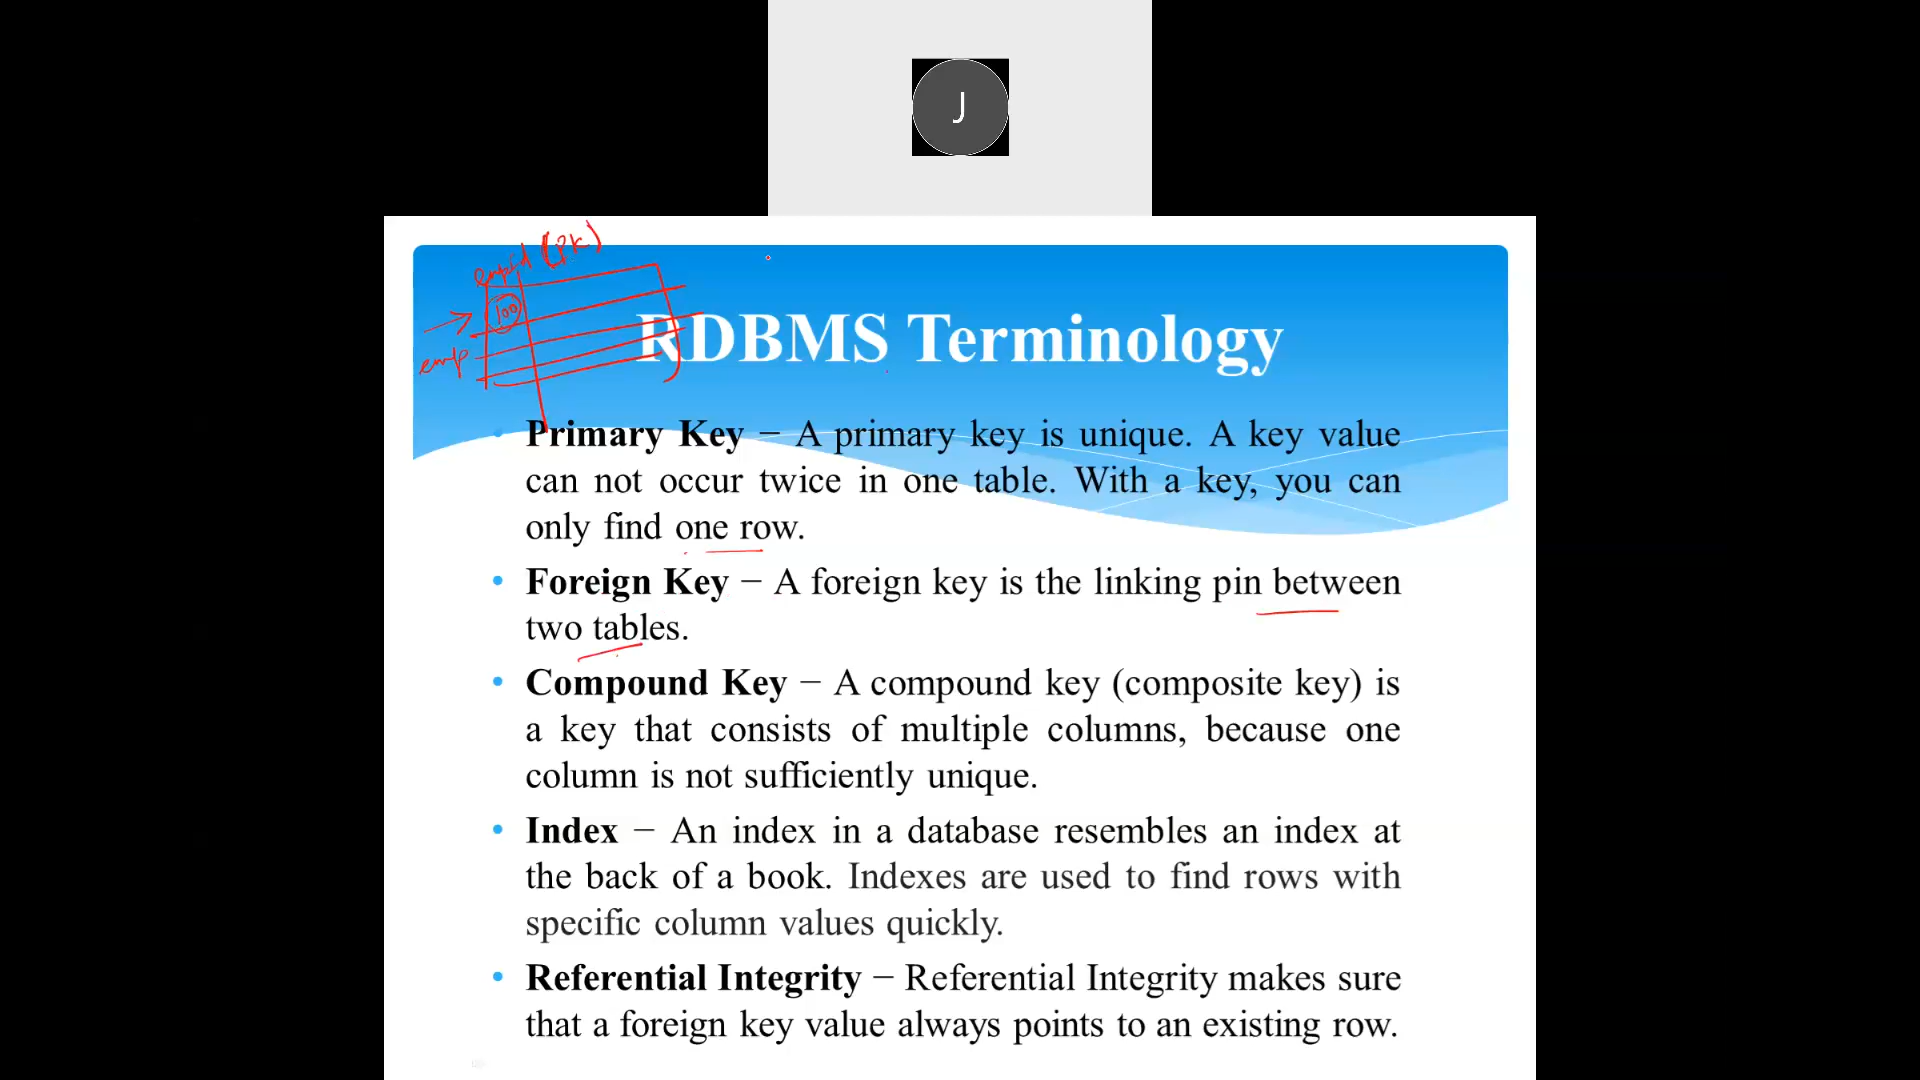 J
empid (PK)
100
emp
RDBMS Terminology
• Primary Key − A primary key is unique. A key value
can not occur twice in one table. With a key, you can
only find one row.
• Foreign Key − A foreign key is the linking pin between
two tables.
• Compound Key − A compound key (composite key) is
a key that consists of multiple columns, because one
column is not sufficiently unique.
• Index − An index in a database resembles an index at
the back of a book. Indexes are used to find rows with
specific column values quickly.
• Referential Integrity − Referential Integrity makes sure
that a foreign key value always points to an existing row.